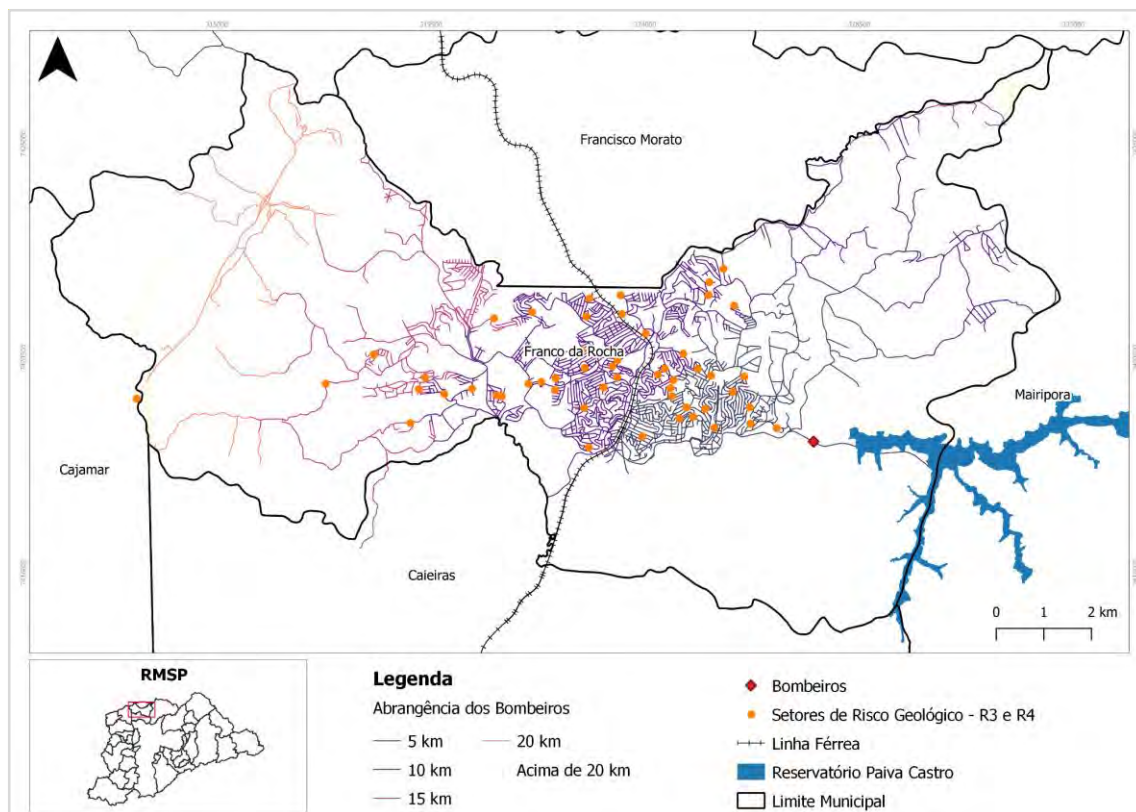 Francisco Morato
Franco da Rocha
Mairipora
Cajamar
Caieiras
0 1 2 km
RMSP
Legenda
Abrangência dos Bombeiros
5 km
10 km
15 km
20 km
Acima de 20 km
Bombeiros
Setores de Risco Geológico - R3 e R4
Linha Férrea
Reservatório Paiva Castro
Limite Municipal